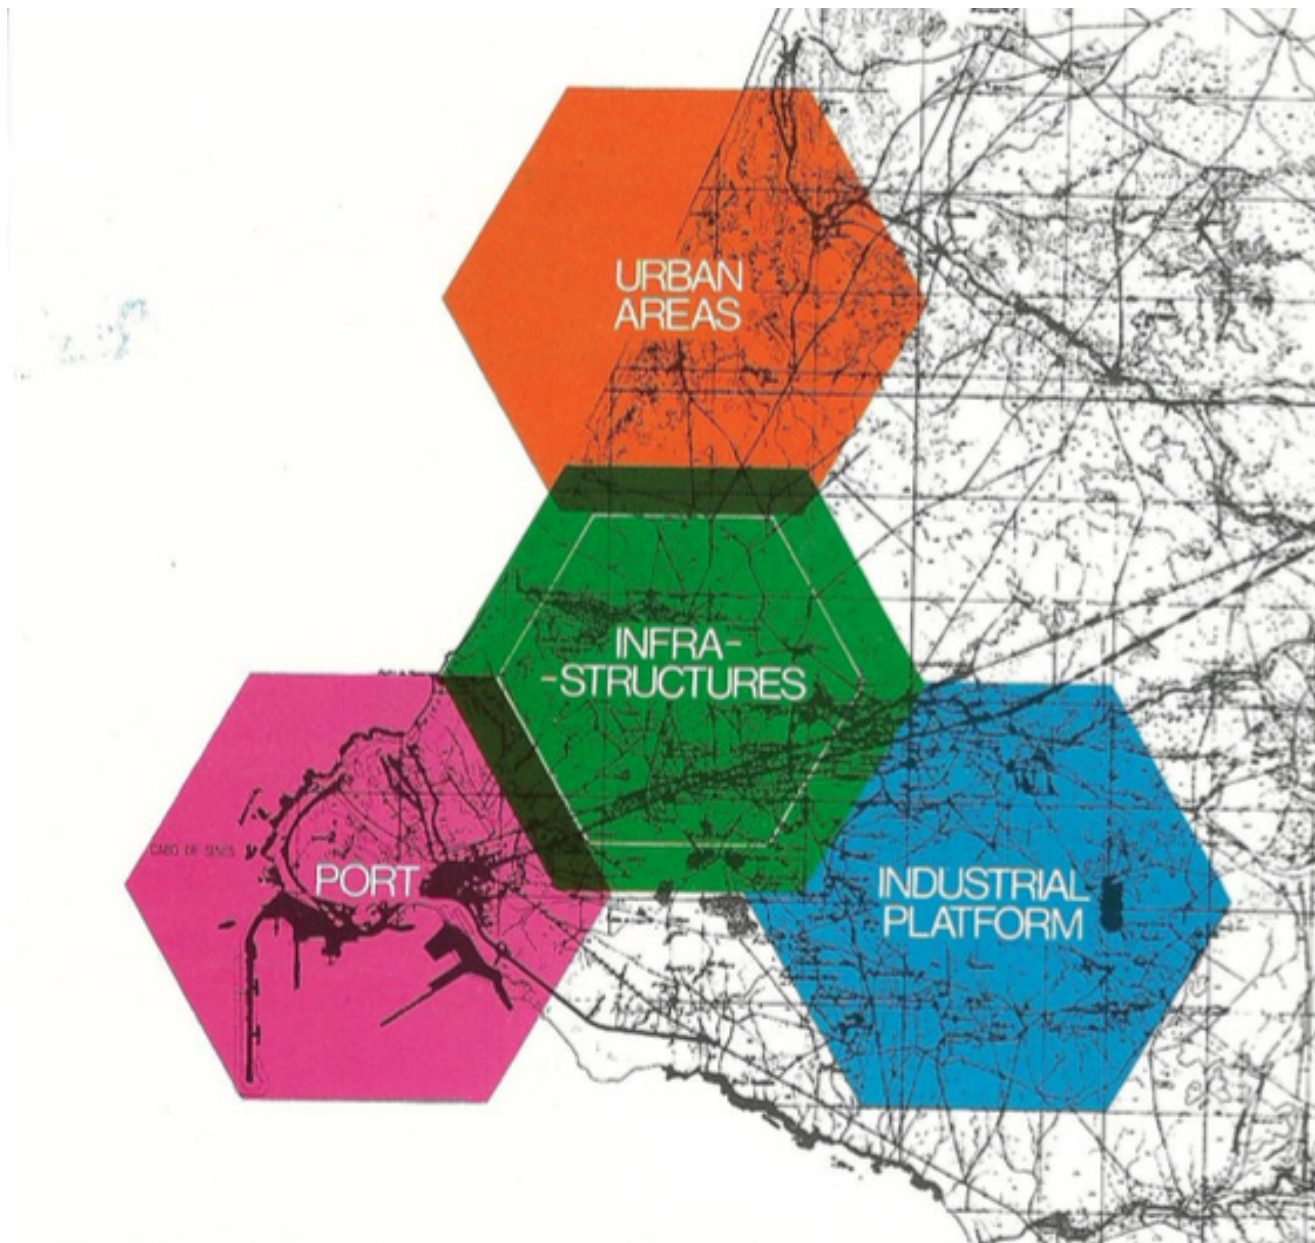 URBAN
AREAS
INFRA-
-STRUCTURES
CABO DE SINES
PORT
INDUSTRIAL
PLATFORM